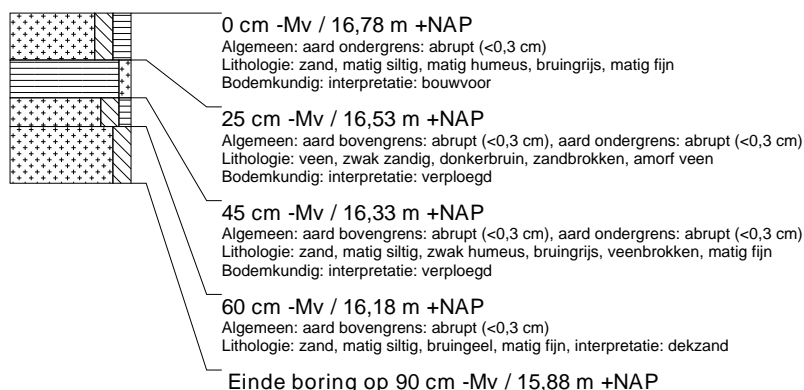 0 cm -Mv / 16,78 m +NAP
Algemeen: aard ondergrens: abrupt (<0,3 cm)
Lithologie: zand, matig siltig, matig humeus, bruingrijs, matig fijn
Bodemkundig: interpretatie: bouwvoor
25 cm -Mv / 16,53 m +NAP
Algemeen: aard bovengrens: abrupt (<0,3 cm), aard ondergrens: abrupt (<0,3 cm)
Lithologie: veen, zwak zandig, donkerbruin, zandbrokken, amorf veen
Bodemkundig: interpretatie: verploegd
45 cm -Mv / 16,33 m +NAP
Algemeen: aard bovengrens: abrupt (<0,3 cm), aard ondergrens: abrupt (<0,3 cm)
Lithologie: zand, matig siltig, zwak humeus, bruingrijs, veenbrokken, matig fijn
Bodemkundig: interpretatie: verploegd
60 cm -Mv / 16,18 m +NAP
Algemeen: aard bovengrens: abrupt (<0,3 cm)
Lithologie: zand, matig siltig, bruingeel, matig fijn, interpretatie: dekzand
Einde boring op 90 cm -Mv / 15,88 m +NAP